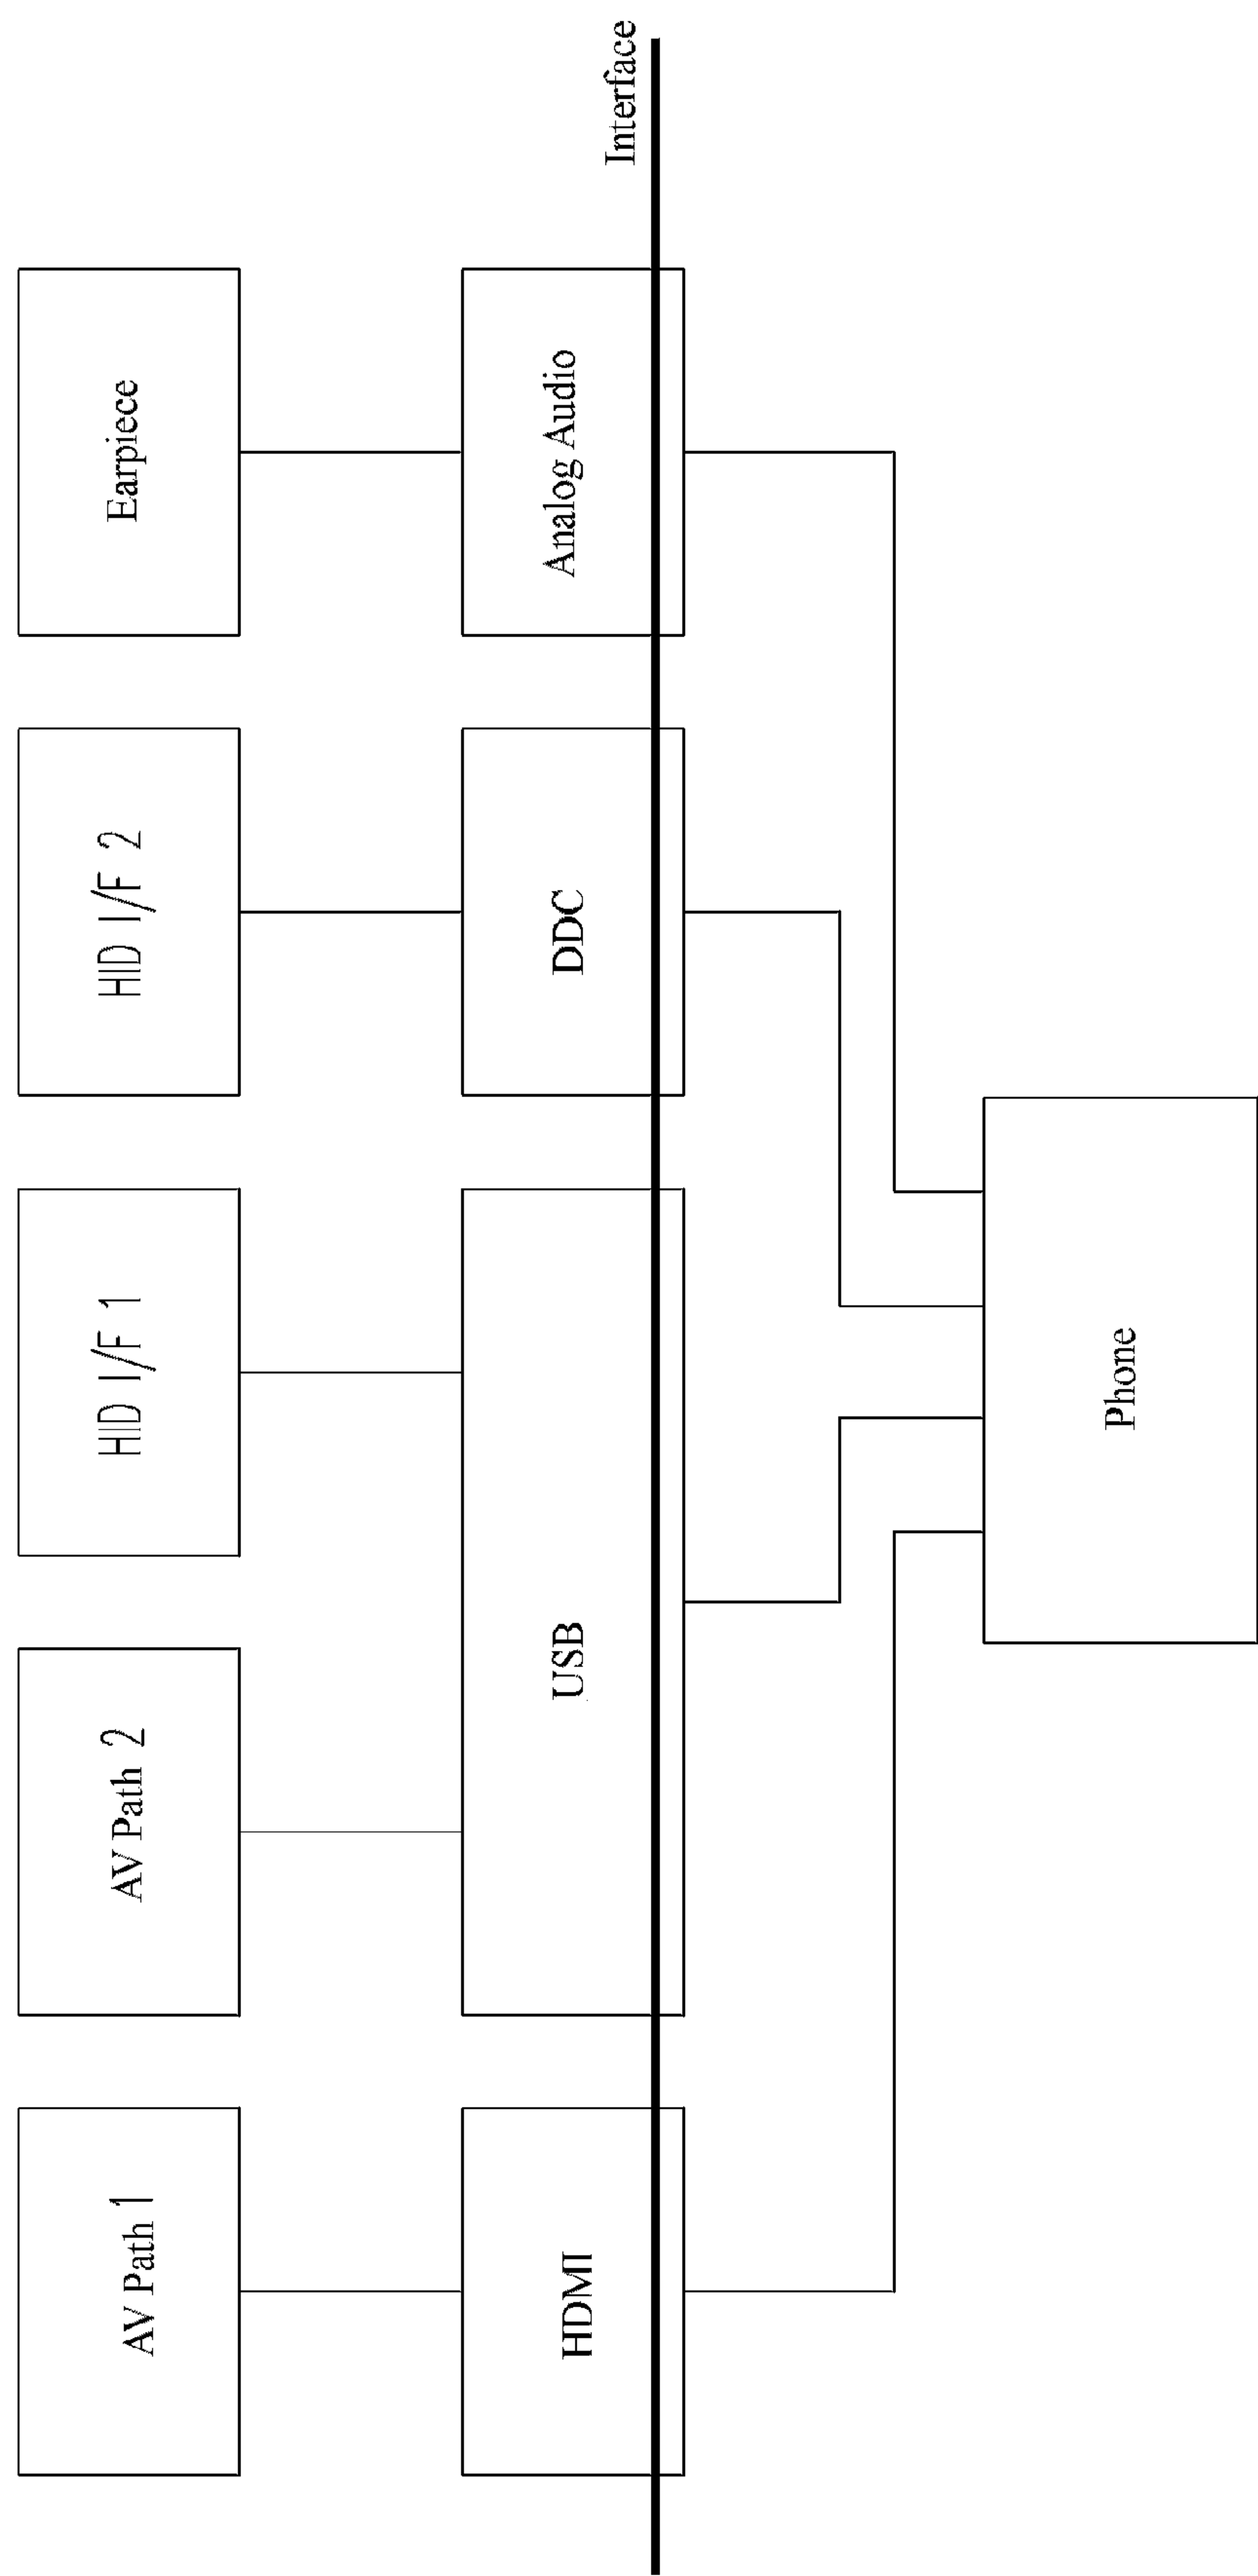 AV Path 1
AV Path 2
HID I/F 1
HID I/F 2
Earpiece
HDMI
USB
DDC
Analog Audio
Interface
Phone